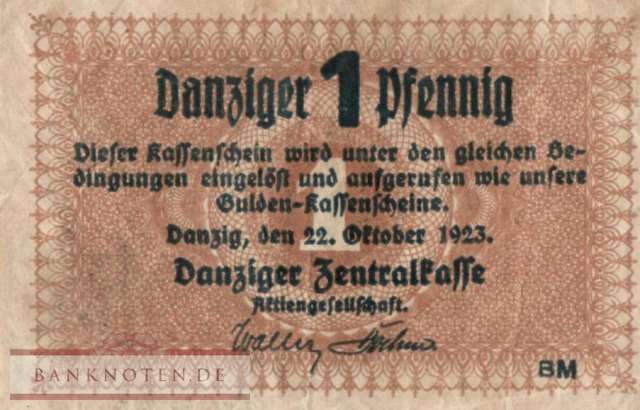 Danziger 1 Pfennig
Dieser Kassenschein wird unter den gleichen Be-
dingungen eingelöst und aufgerufen wie unsere
Gulden-Kassenscheine.
1
Danzig, den 22. Oktober 1923.
Danziger Zentralkasse
Aktiengesellschaft.
BM
BANKNOTEN.DE